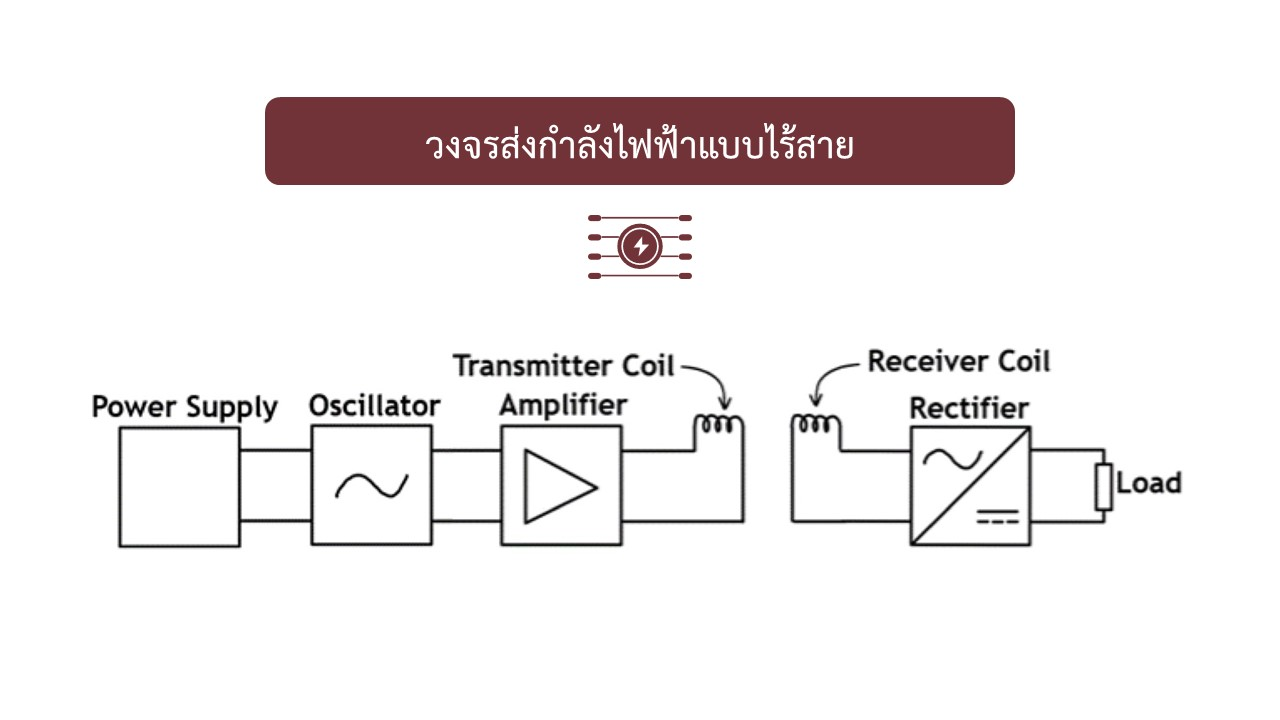 วงจรส่งกำลังไฟฟ้าแบบไร้สาย
Transmitter Coil
Receiver Coil
Power Supply
Oscillator
Amplifier
Rectifier
Load